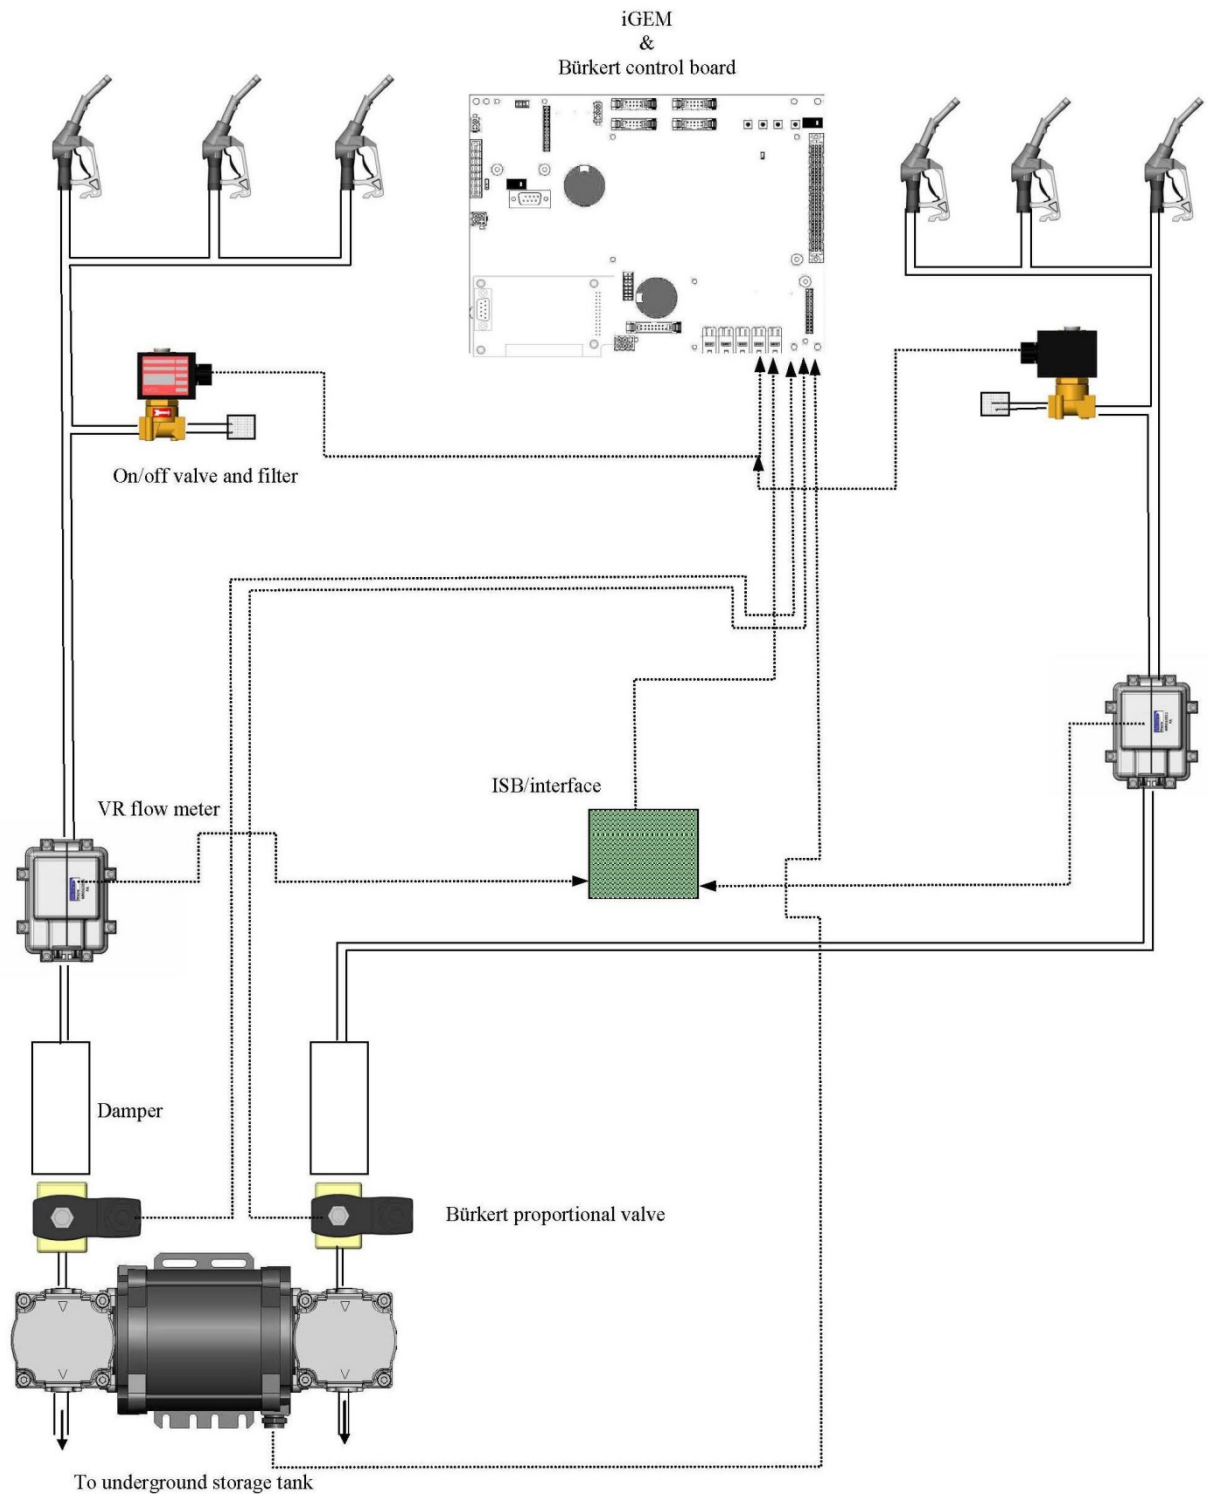 iGEM
&
Bürkert control board
On/off valve and filter
ISB/interface
VR flow meter
Damper
Bürkert proportional valve
To underground storage tank